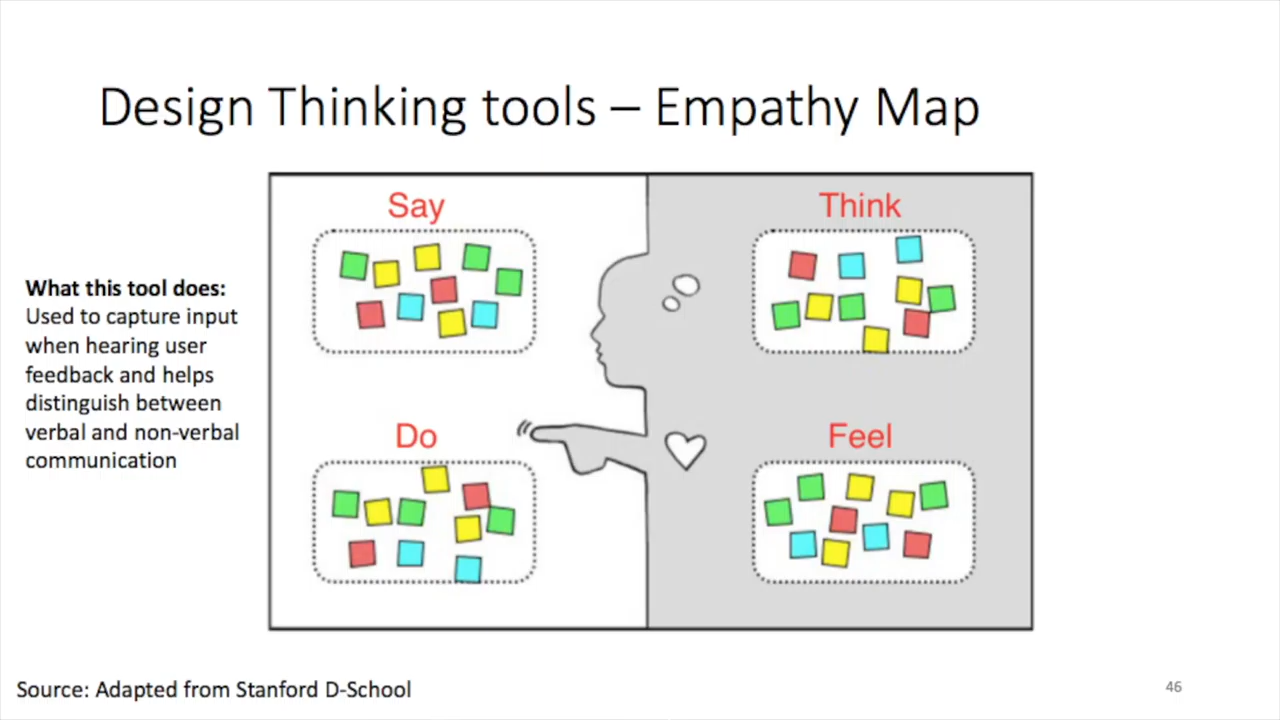 Design Thinking tools – Empathy Map
What this tool does:
Used to capture input
when hearing user
feedback and helps
distinguish between
verbal and non-verbal
communication
Say
Think
Do
Feel
Source: Adapted from Stanford D-School
46